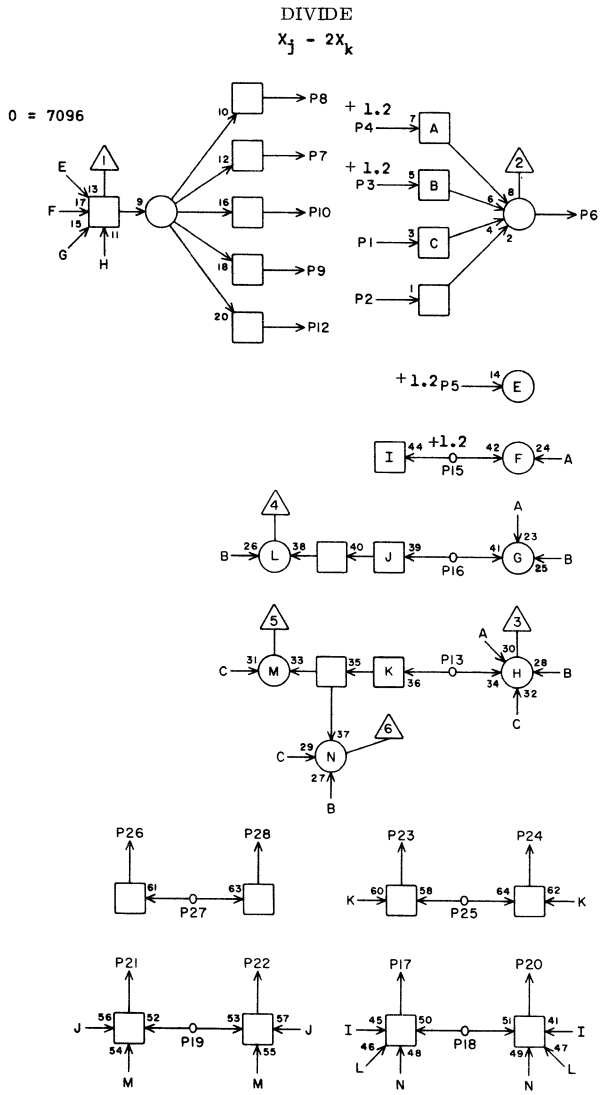 DIVIDE
Xj - 2Xk
0 = 7096
P8
10
P7
12
P10
16
P9
18
P12
20
1
E
13
F
17
9
G
15
11
H
+ 1.2
P4
7
A
+ 1.2
P3
5
B
P1
3
C
P2
1
2
8
6
4
2
P6
+1.2
P5
14
E
I
44
+1.2
P15
42
F
24
A
4
B
26
L
38
40
J
39
P16
41
G
A
23
B
25
5
C
31
M
33
35
K
36
P13
34
H
3
A
30
28
B
32
C
37
6
C
29
N
27
B
P26
P28
61
P27
63
P23
P24
K
60
58
P25
64
62
K
P21
P22
J
56
52
P19
53
57
J
54
M
55
M
P17
P20
I
45
50
P18
51
41
I
46
L
48
N
49
N
47
L